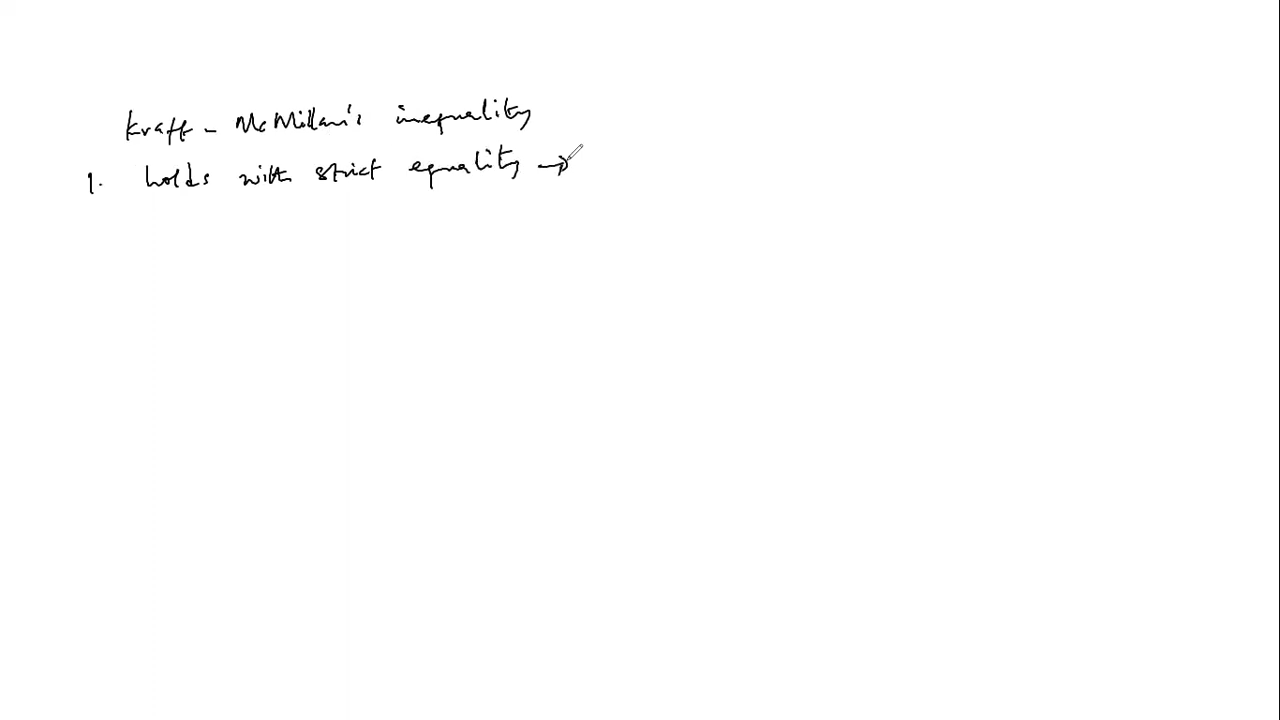 Kraft - McMillan's inequality
1. holds with strict equality →